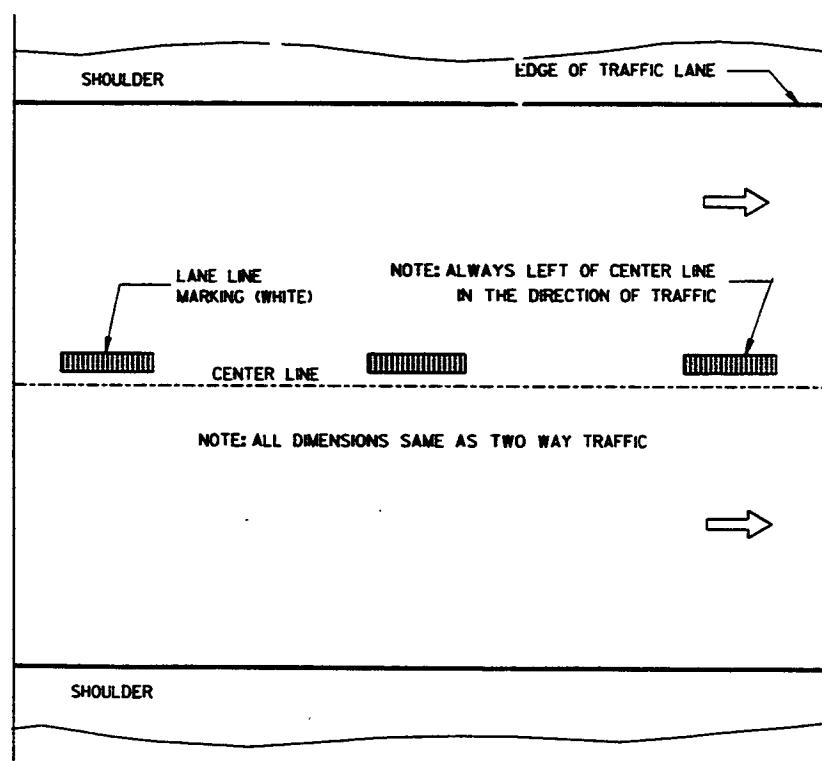 SHOULDER
EDGE OF TRAFFIC LANE
LANE LINE
MARKING (WHITE)
NOTE: ALWAYS LEFT OF CENTER LINE
IN THE DIRECTION OF TRAFFIC
CENTER LINE
NOTE: ALL DIMENSIONS SAME AS TWO WAY TRAFFIC
SHOULDER